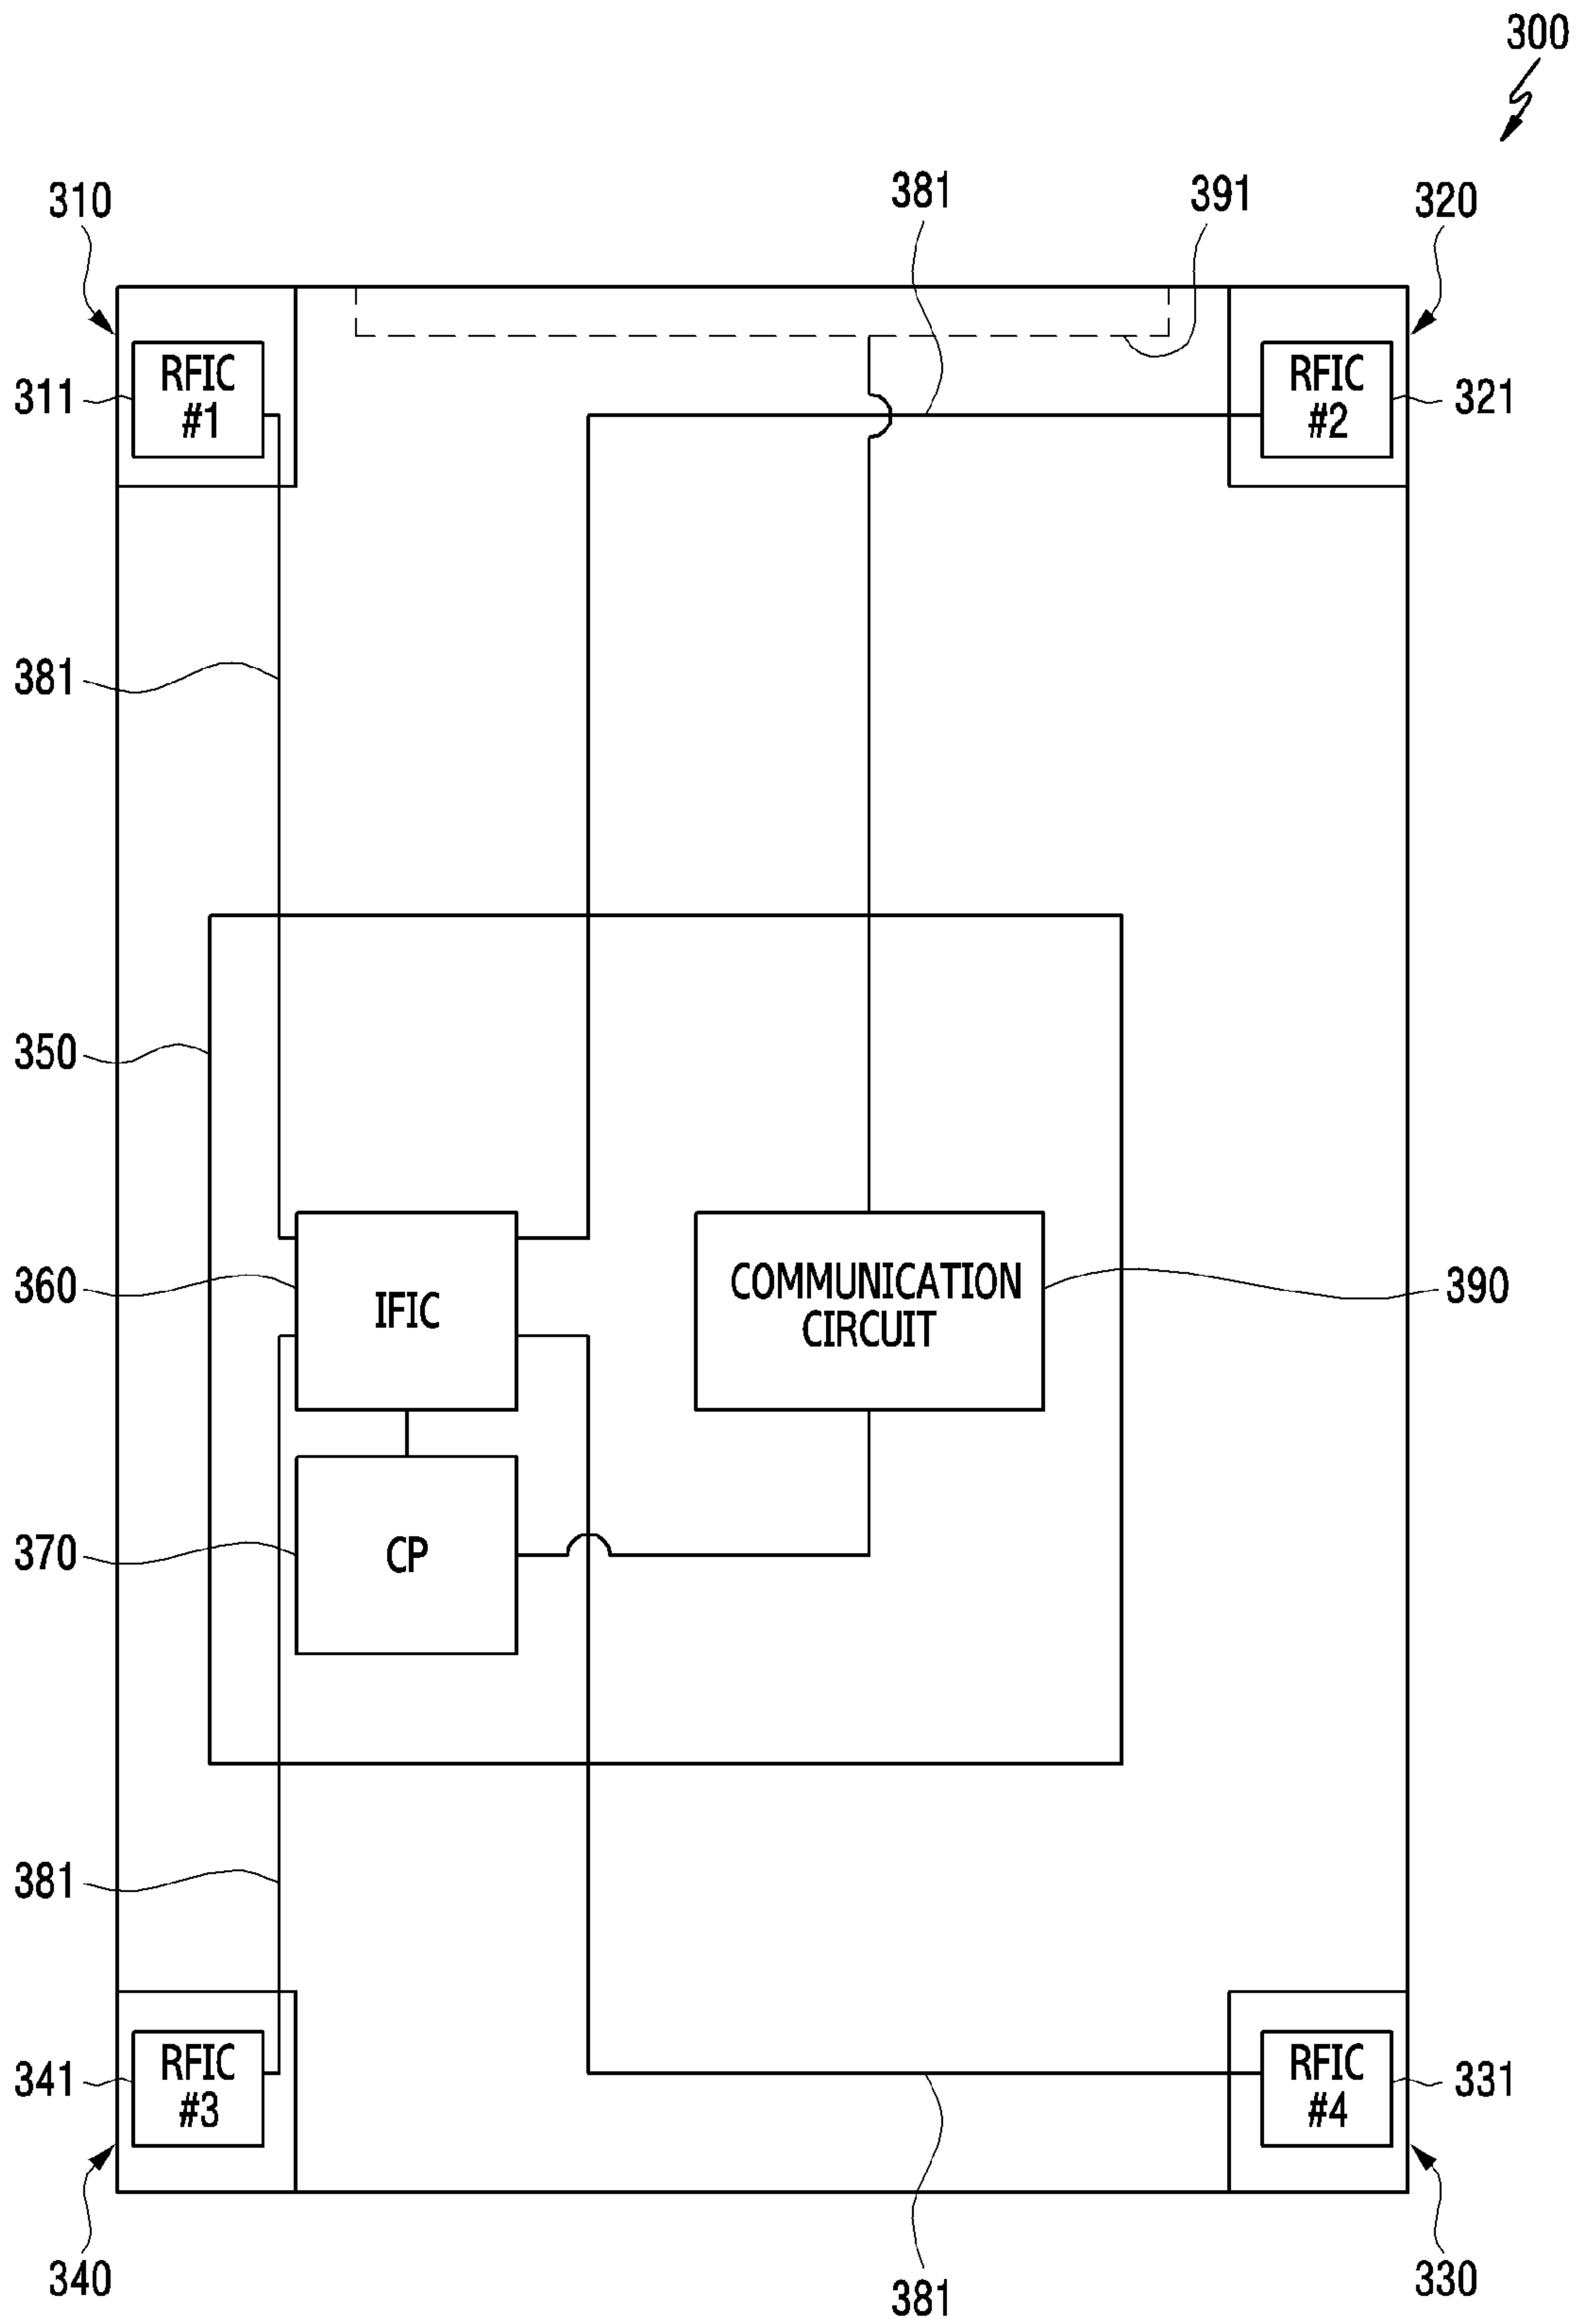 300
381
391
310
320
RFIC
#1
311
RFIC
#2
321
381
350
360
IFIC
COMMUNICATION
CIRCUIT
390
370
CP
381
341
RFIC
#3
RFIC
#4
331
340
381
330